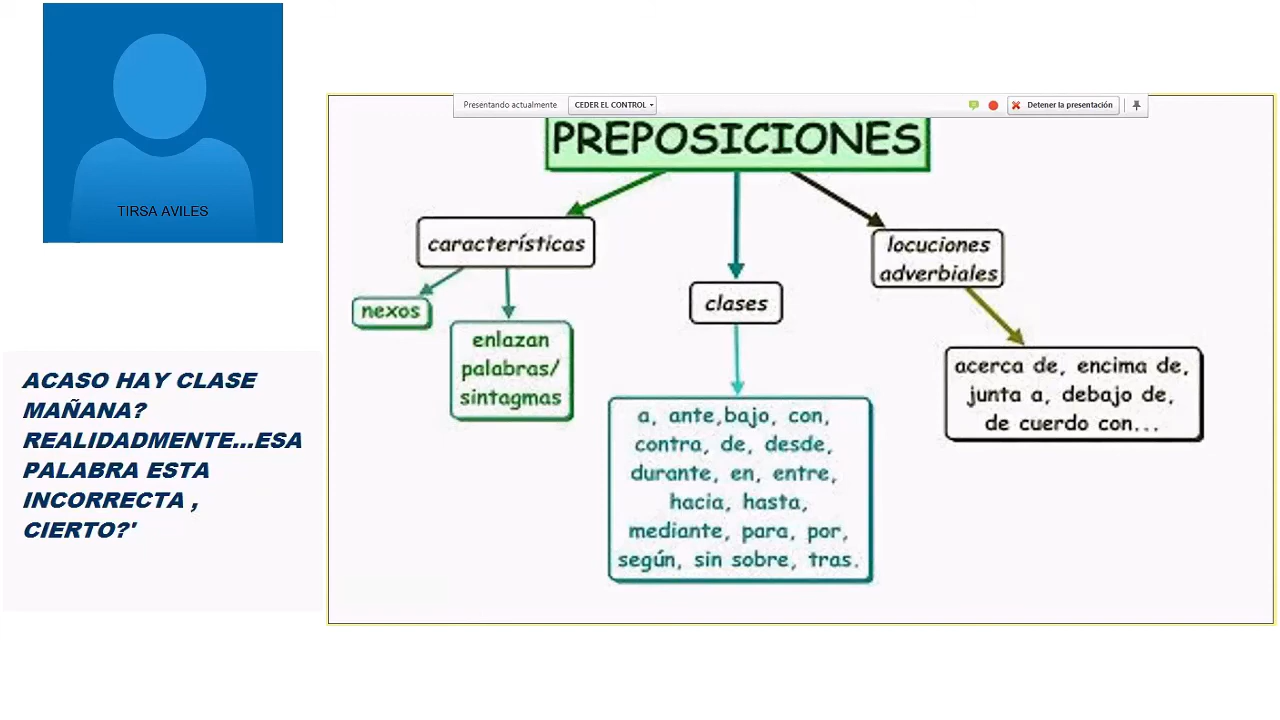 TIRSA AVILES
ACASO HAY CLASE
MAÑANA?
REALIDADMENTE...ESA
PALABRA ESTA
INCORRECTA ,
CIERTO?'
Presentando actualmente
CEDER EL CONTROL
Detener la presentación
PREPOSICIONES
características
nexos
enlazan
palabras/
sintagmas
clases
a, ante,bajo, con,
contra, de, desde,
durante, en, entre,
hacia, hasta,
mediante, para, por,
según, sin sobre, tras.
locuciones
adverbiales
acerca de, encima de,
junta a, debajo de,
de cuerdo con...